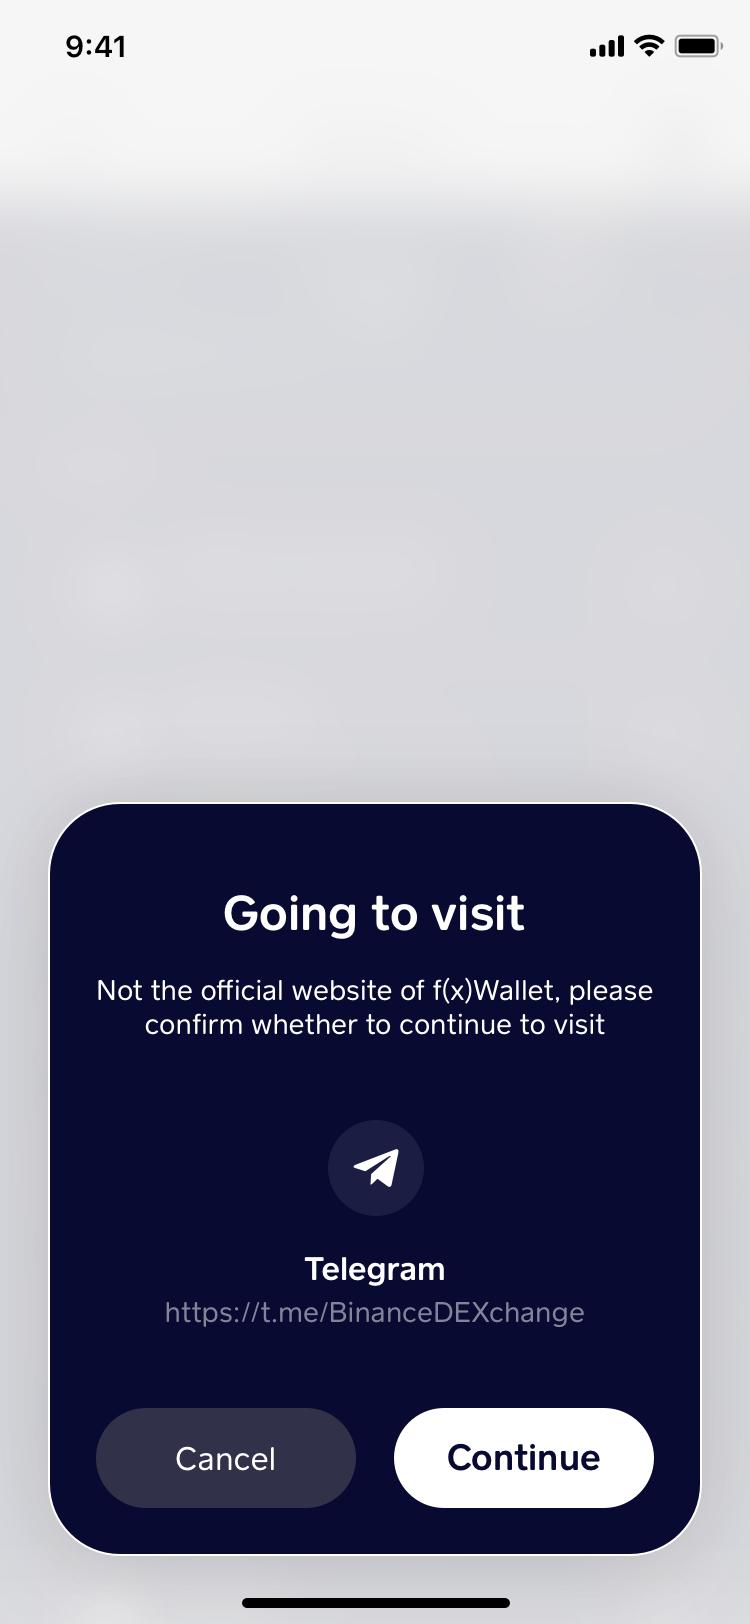 9:41
Going to visit
Not the official website of f(x)Wallet, please
confirm whether to continue to visit
Telegram
https://t.me/BinanceDEXchange
Cancel
Continue